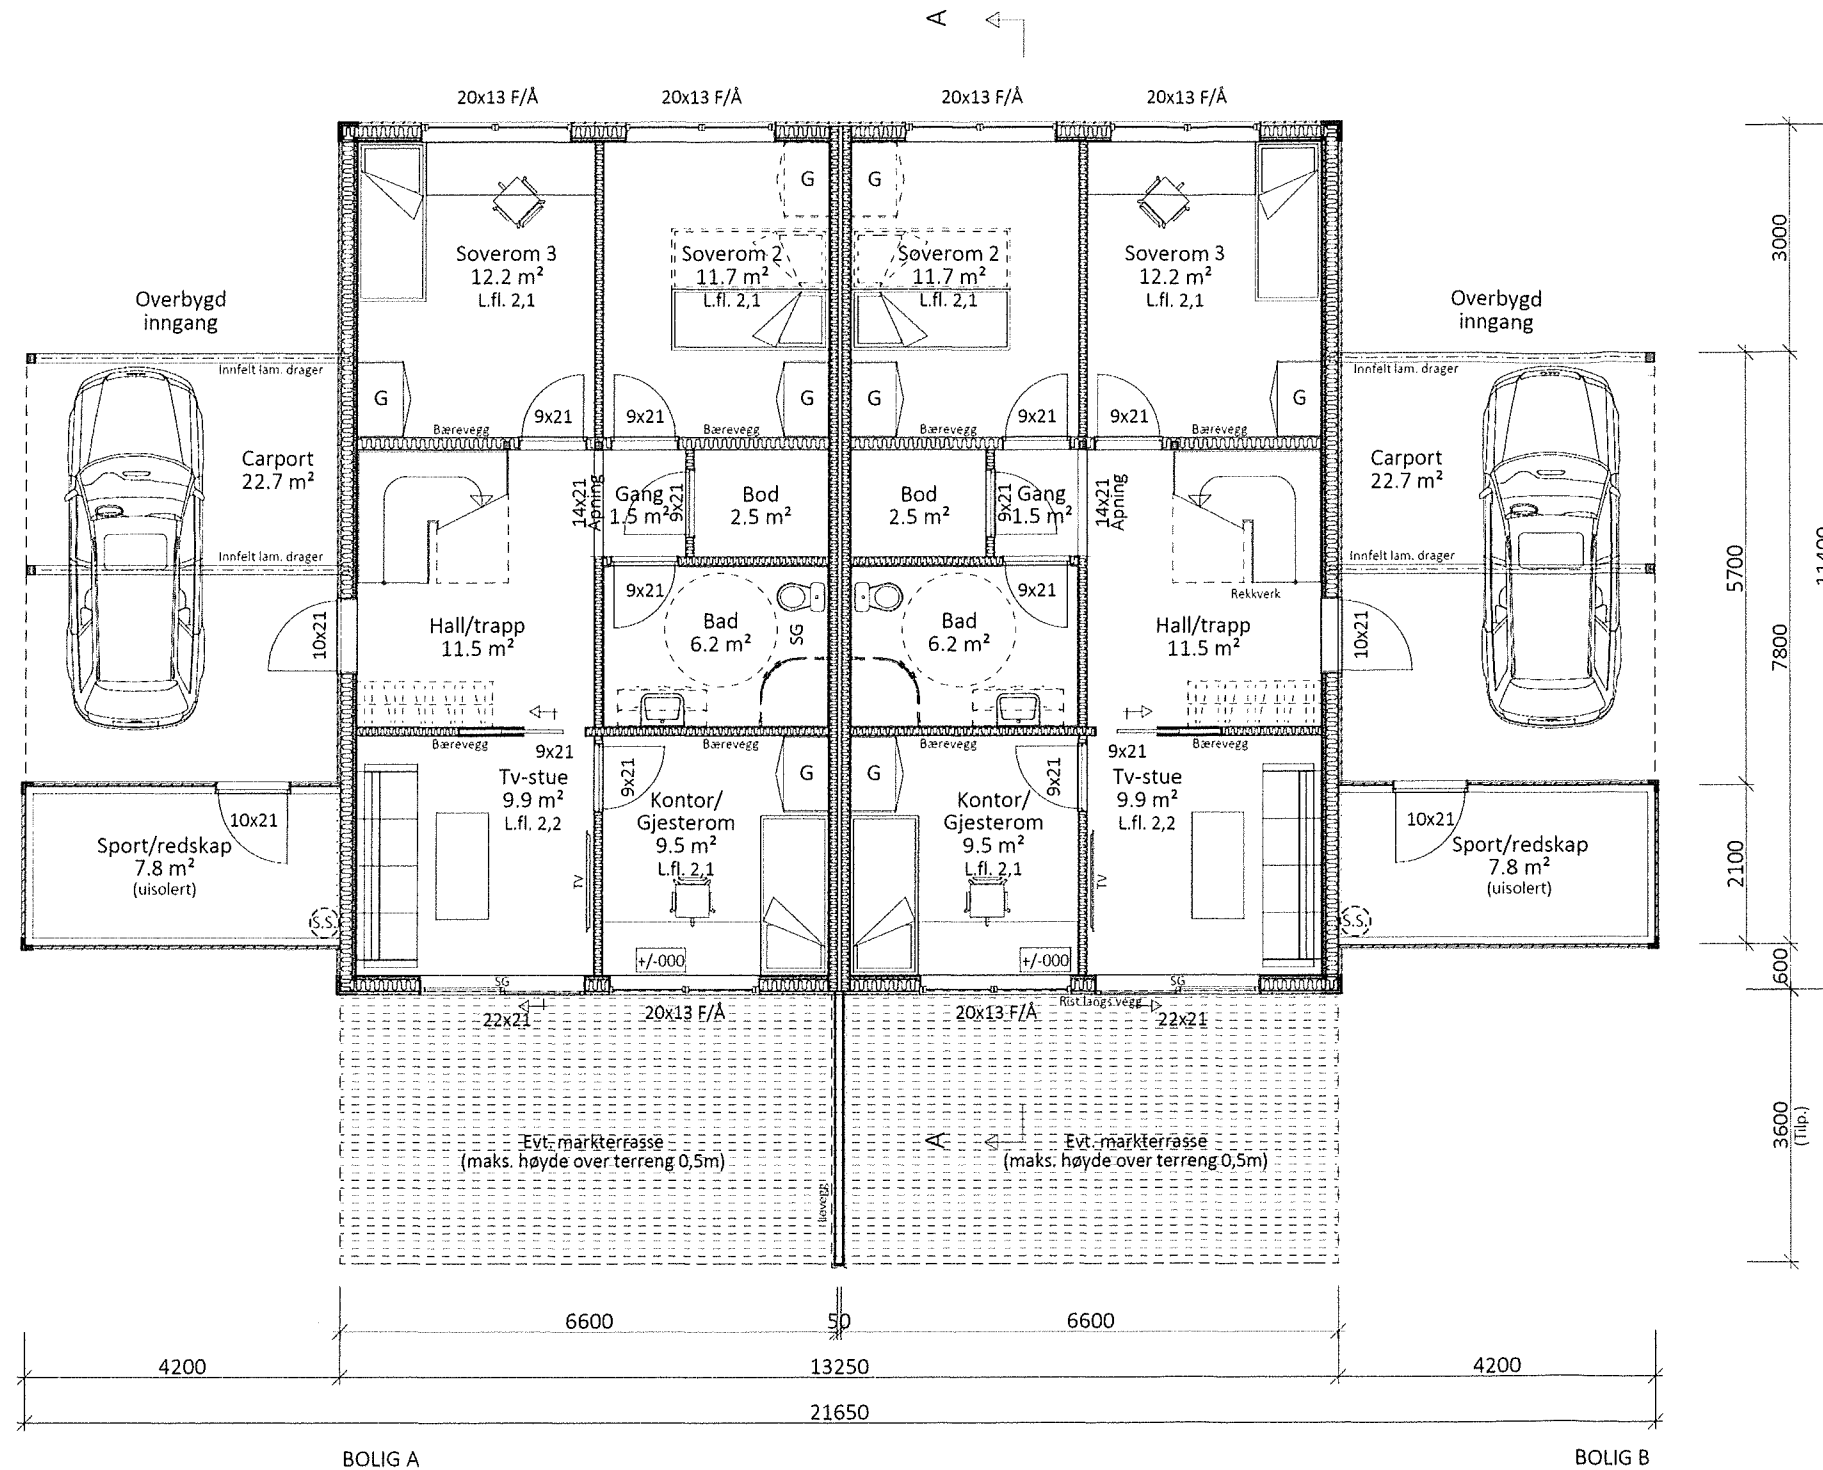 A
20x13 F/Å
20x13 F/Å
20x13 F/Å
20x13 F/Å
G
G
Soverom 3
12.2 m²
L.fl. 2,1
Soverom 2
11.7 m²
L.fl. 2,1
Soverom 2
11.7 m²
L.fl. 2,1
Soverom 3
12.2 m²
L.fl. 2,1
3000
Overbygd
inngang
Overbygd
inngang
Innfelt lam. drager
Innfelt lam. drager
G
G
G
G
9x21
9x21
9x21
9x21
Bærevegg
Bærevegg
Bærevegg
Bærevegg
Carport
22.7 m²
Carport
22.7 m²
14x21
Åpning
Gang
1.5 m²
9x21
Bod
2.5 m²
Bod
2.5 m²
9x21
Gang
1.5 m²
14x21
Åpning
Innfelt lam. drager
Innfelt lam. drager
5700
11400
9x21
9x21
Rekkverk
Hall/trapp
11.5 m²
Bad
6.2 m²
SG
Bad
6.2 m²
Hall/trapp
11.5 m²
10x21
10x21
7800
Bærevegg
Bærevegg
Bærevegg
Bærevegg
9x21
9x21
Tv-stue
9.9 m²
L.fl. 2,2
9x21
G
G
9x21
Tv-stue
9.9 m²
L.fl. 2,2
Kontor/
Gjesterom
9.5 m²
L.fl. 2,1
Kontor/
Gjesterom
9.5 m²
L.fl. 2,1
10x21
10x21
Sport/redskap
7.8 m²
(uisolert)
Sport/redskap
7.8 m²
(uisolert)
2100
TV
TV
S.S.
S.S.
+/-000
+/-000
600
SG
SG
22x21
20x13 F/Å
20x13 F/Å
Rist langs vegg
22x21
Evt. markterrasse
(maks. høyde over terreng 0,5m)
A
Evt. markterrasse
(maks. høyde over terreng 0,5m)
3600
(Tilp.)
Levegg
6600
50
6600
4200
13250
4200
21650
BOLIG A
BOLIG B